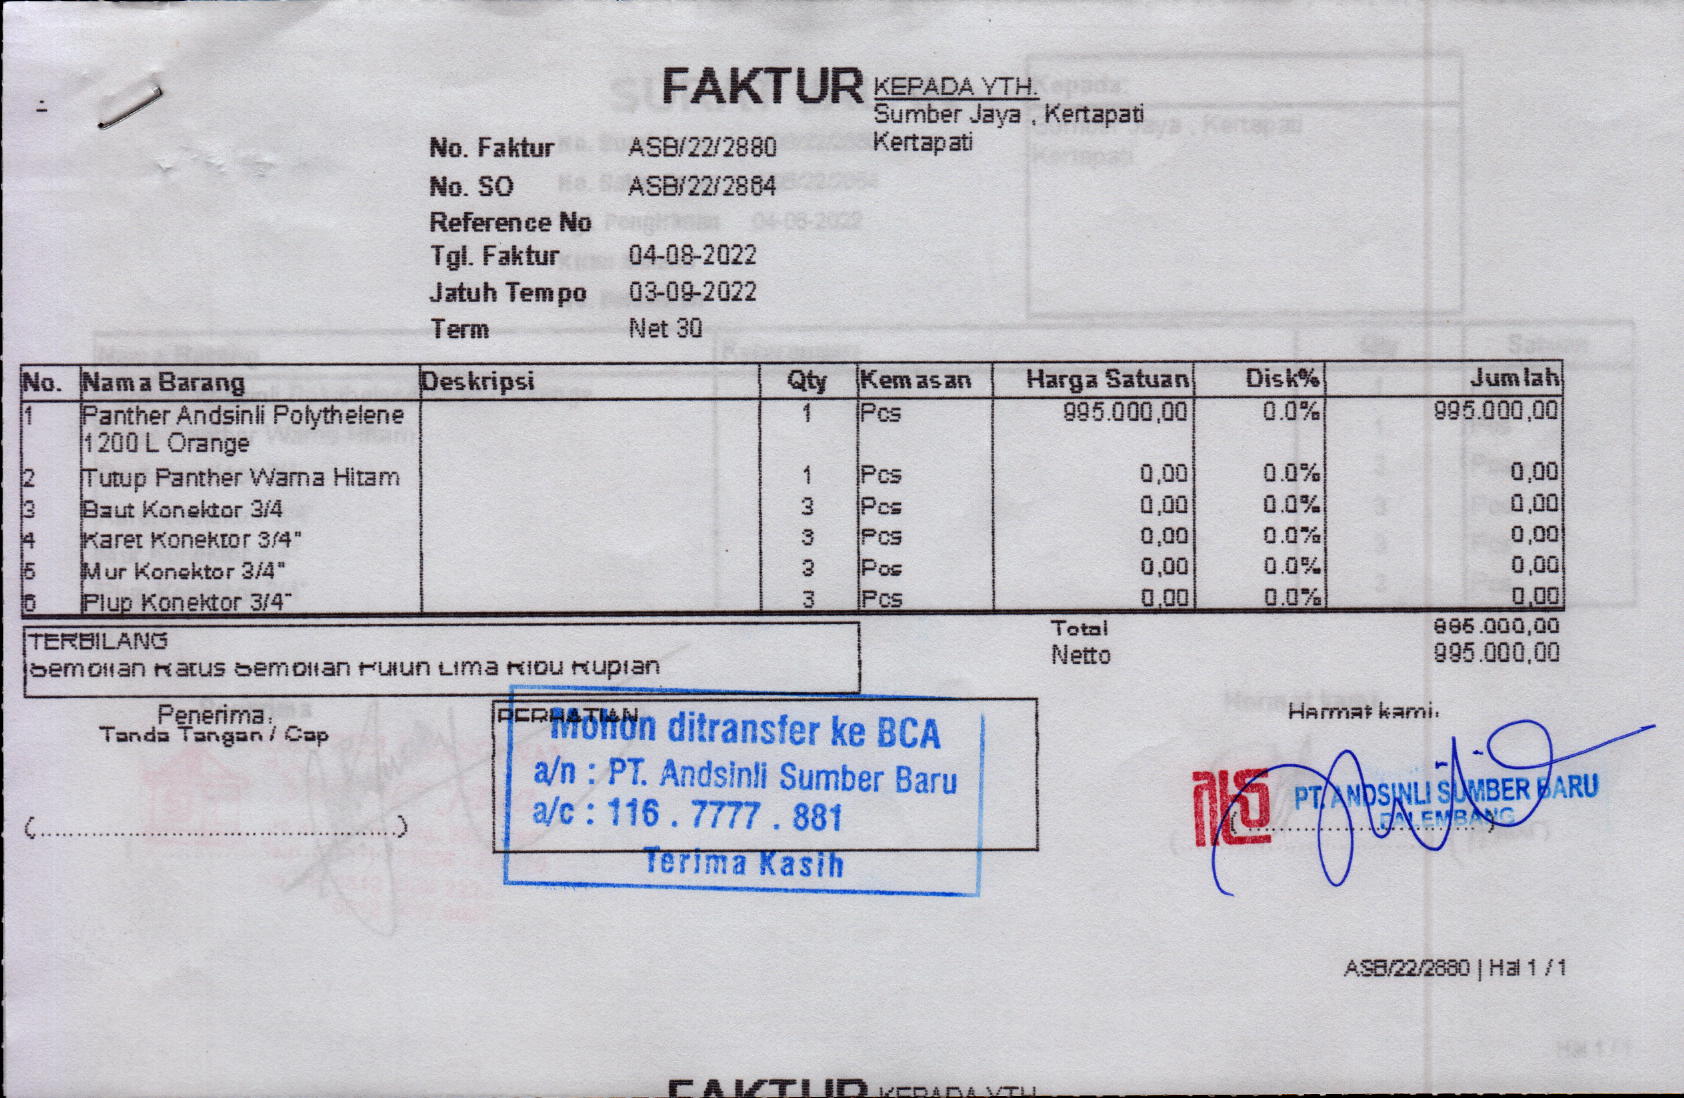 FAKTUR
KEPADA YTH.
Sumber Jaya , Kertapati
Kertapati
No. Faktur ASB/22/2880
No. SO ASB/22/2864
Reference No
Tgl. Faktur 04-08-2022
Jatuh Tempo 03-09-2022
Term Net 30
No. Nama Barang Deskripsi Qty Kemasan Harga Satuan Disk% Jumlah
1 Panther Andsinli Polythelene 1 Pcs 995.000,00 0.0% 995.000,00
1200 L Orange
2 Tutup Panther Warna Hitam 1 Pcs 0,00 0.0% 0,00
3 Baut Konektor 3/4 3 Pcs 0,00 0.0% 0,00
4 Karet Konektor 3/4" 3 Pcs 0,00 0.0% 0,00
5 Mur Konektor 3/4" 3 Pcs 0,00 0.0% 0,00
6 Plup Konektor 3/4" 3 Pcs 0,00 0.0% 0,00
TERBILANG
Sembilan Ratus Sembilan Puluh Lima Ribu Rupiah
Total 995.000,00
Netto 995.000,00
Penerima,
Tanda Tangan / Cap
(..........................................)
PERHATIAN
Mohon ditransfer ke BCA
a/n : PT. Andsinli Sumber Baru
a/c : 116 . 7777 . 881
Terima Kasih
Hormat kami,
PT. ANDSINLI SUMBER BARU
PALEMBANG
ASB/22/2880 | Hal 1 / 1
FAKTUR KEPADA YTH.